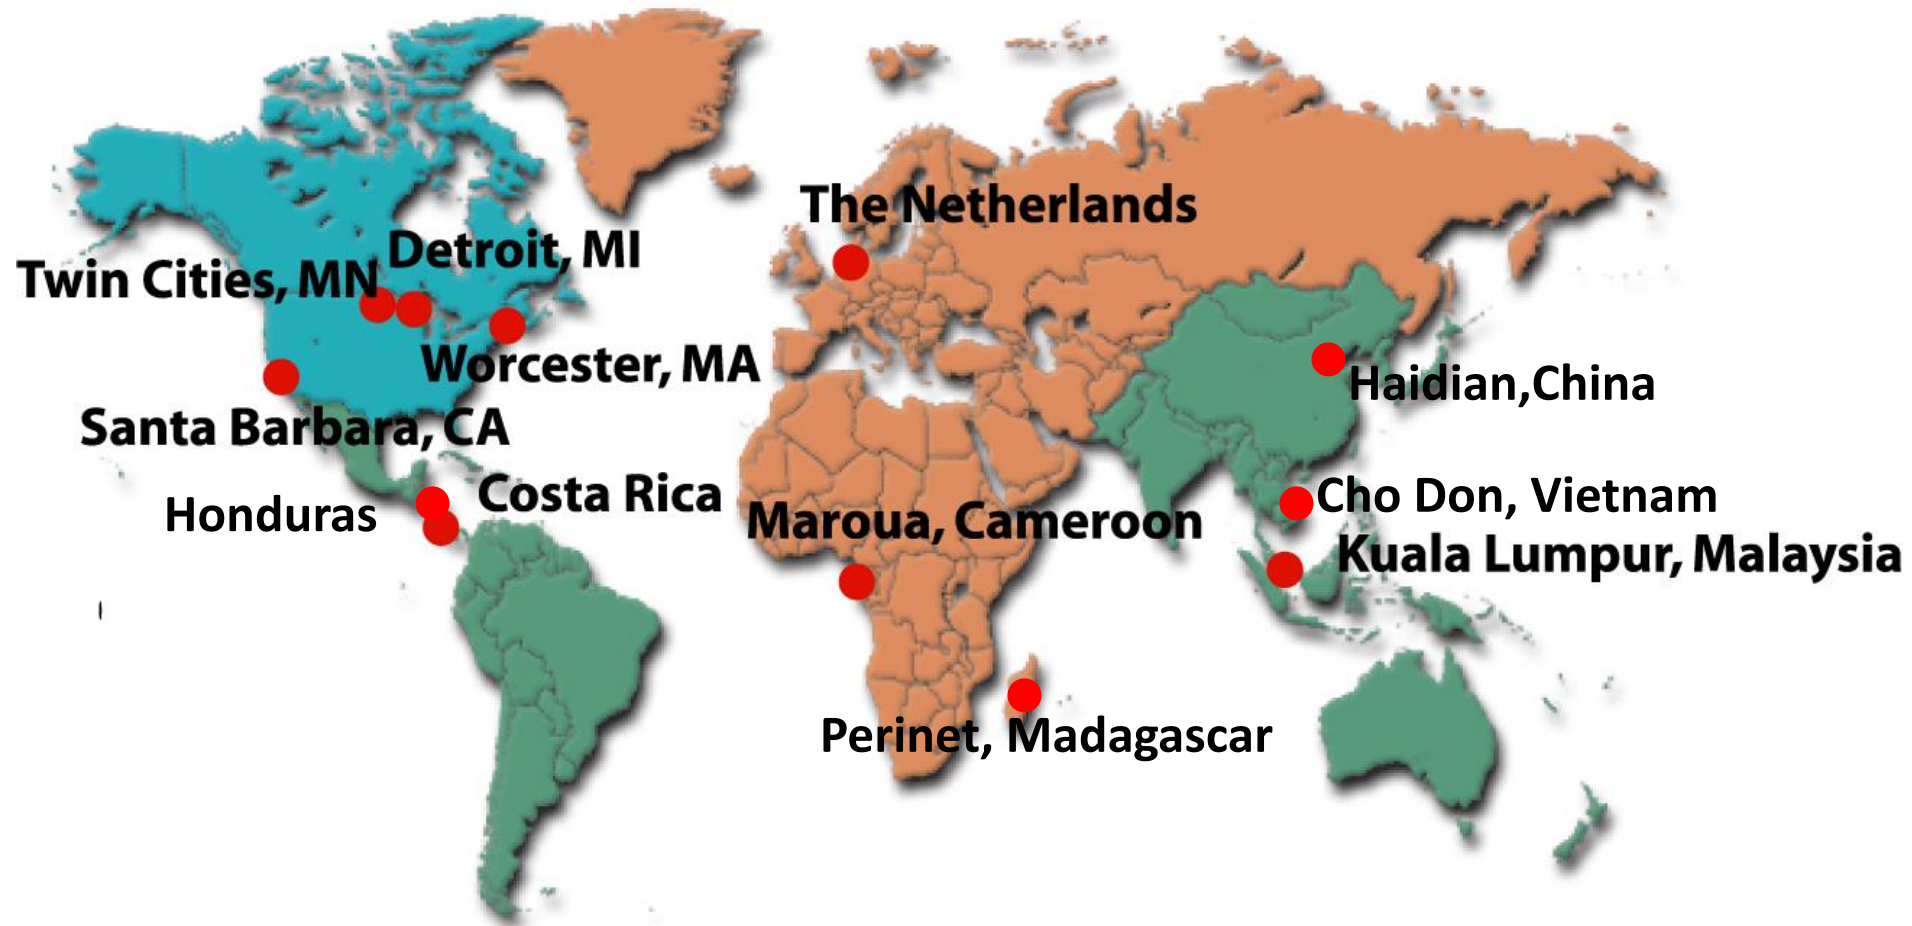 The Netherlands
Detroit, MI
Twin Cities, MN
Worcester, MA
Haidian,China
Santa Barbara, CA
Costa Rica
Honduras
Maroua, Cameroon
Cho Don, Vietnam
Kuala Lumpur, Malaysia
Perinet, Madagascar